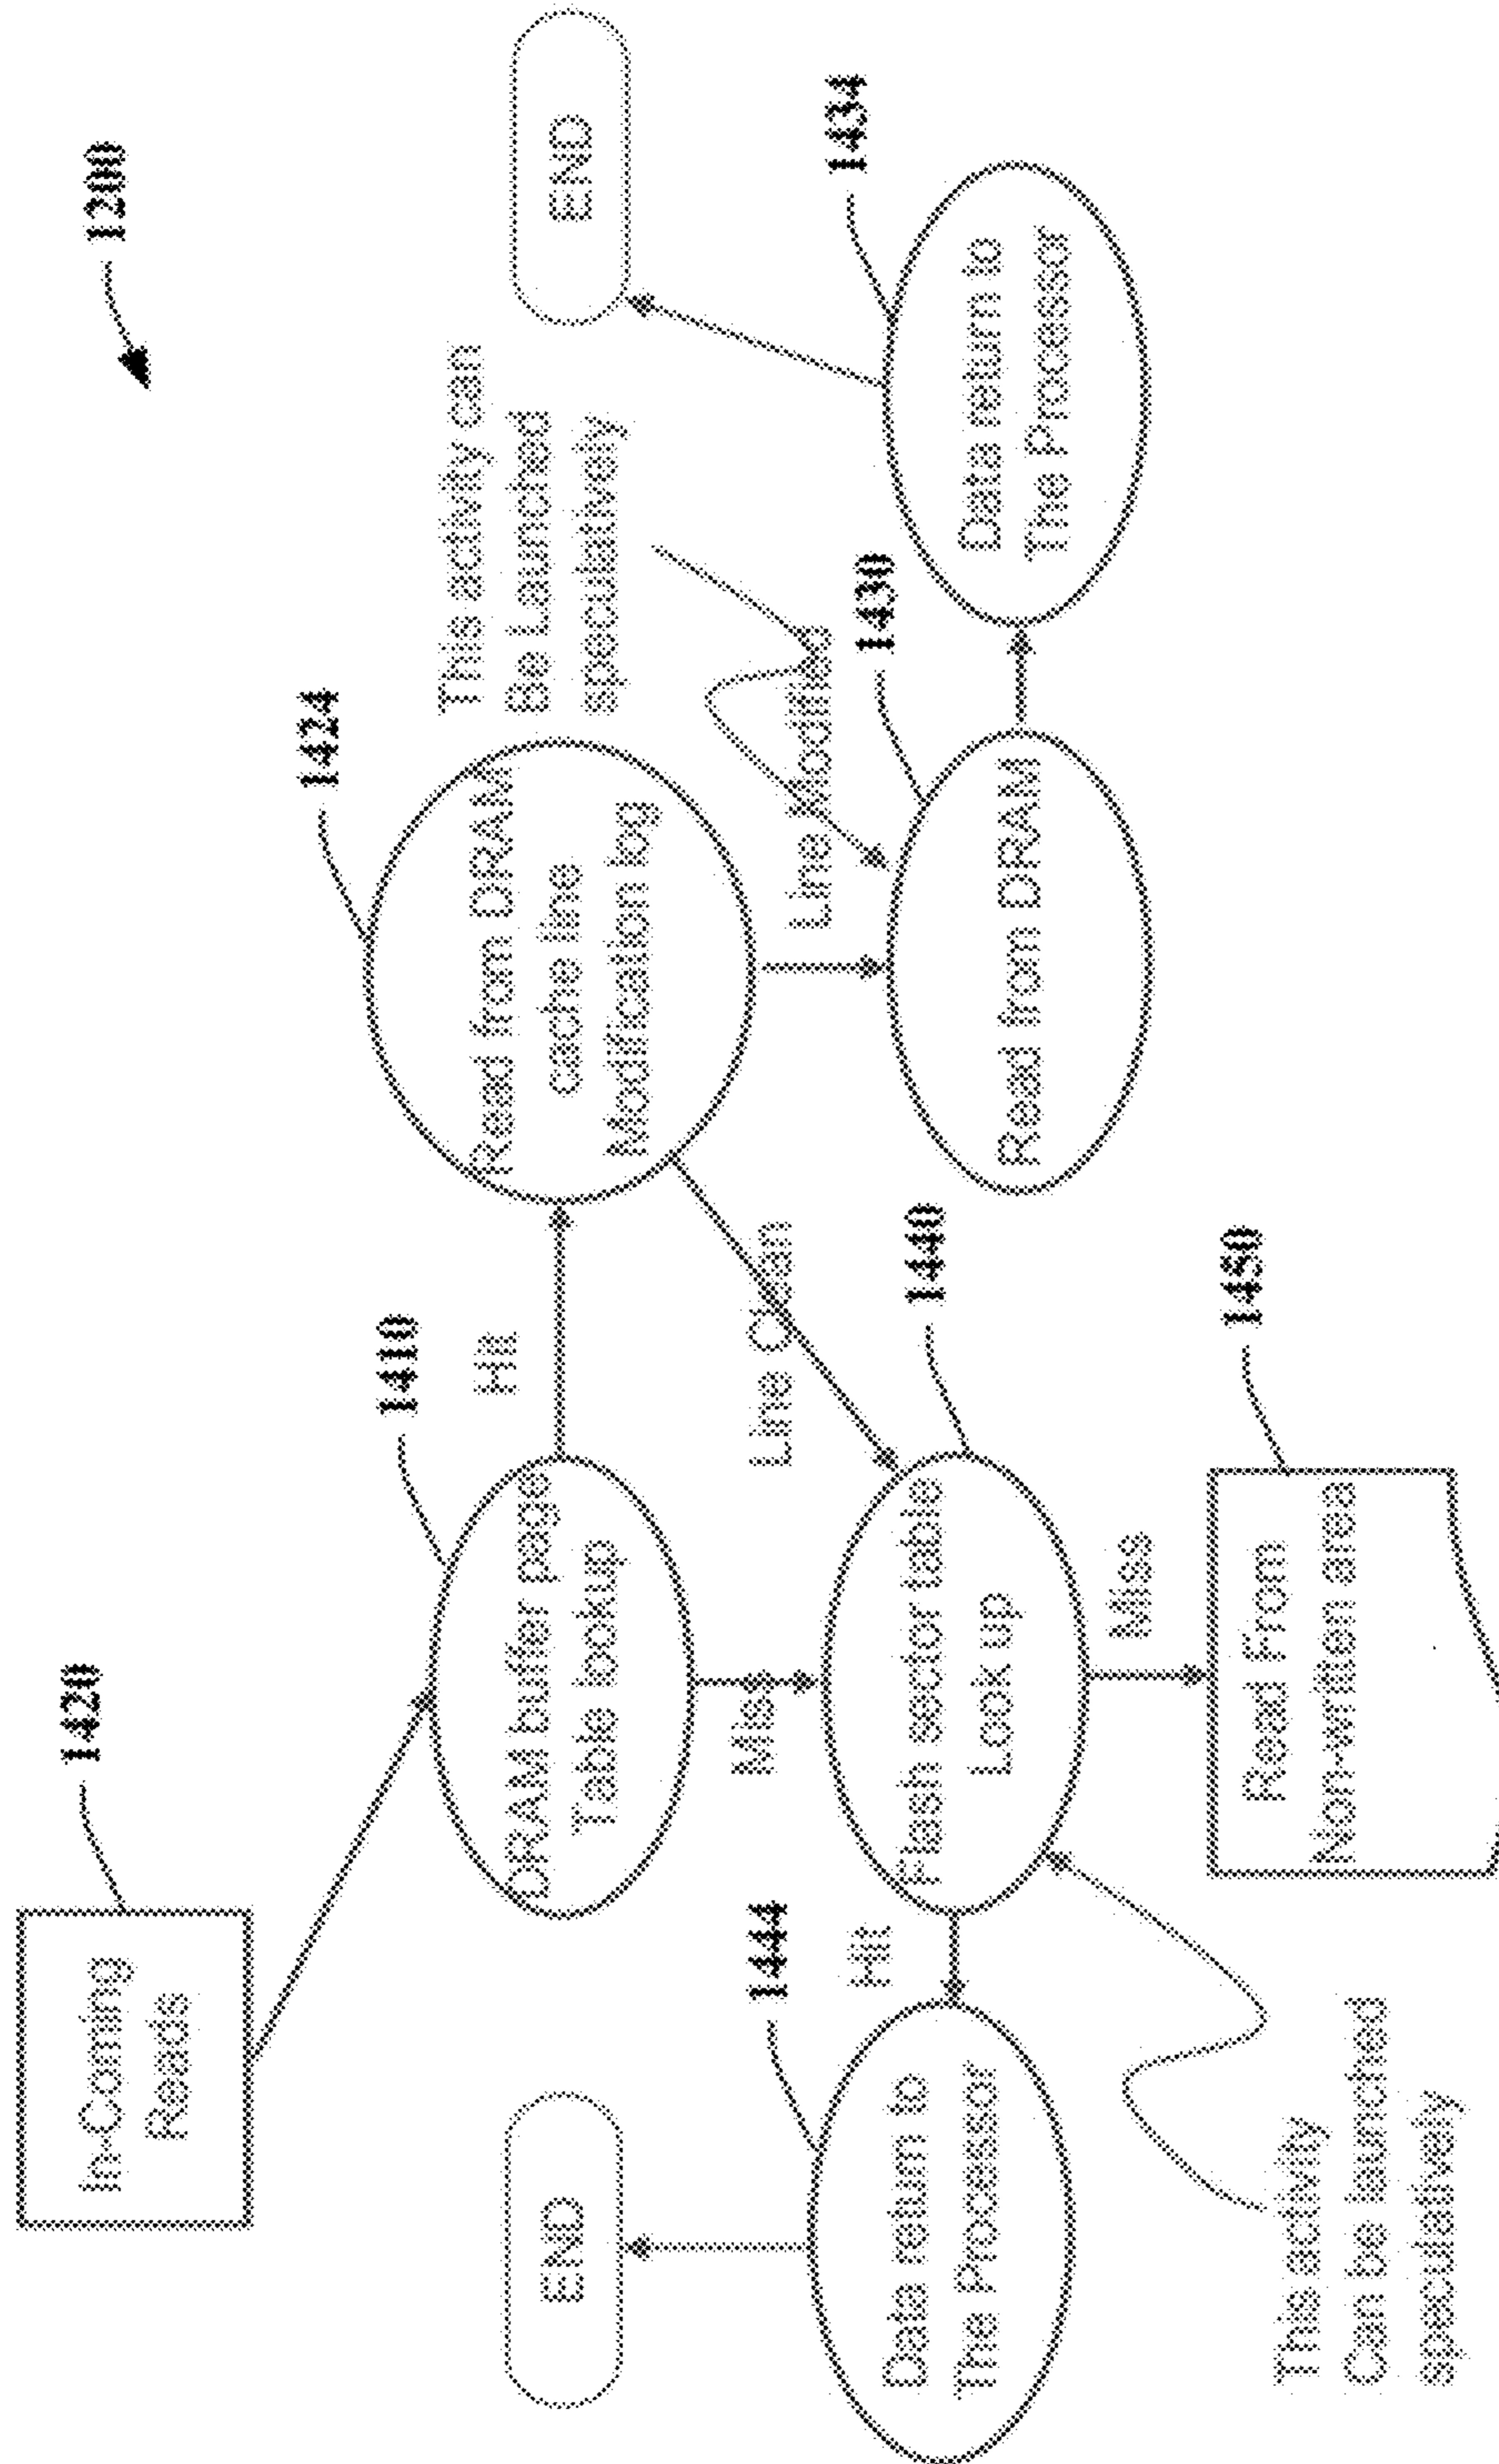 1200
1420
In-Coming
Reads
1410
DRAM buffer page
Table lookup
Hit
1424
Read from DRAM
cache line
Modification log
This activity can
Be Launched
speculatively
END
END
Miss
Line Clean
Line Modified
1430
Read from DRAM
1434
Data return to
The Processor
1444
Data return to
The Processor
Hit
1440
Flash sector table
Look up
Miss
1450
Read From
Non-written area
This activity
Can be launched
speculatively